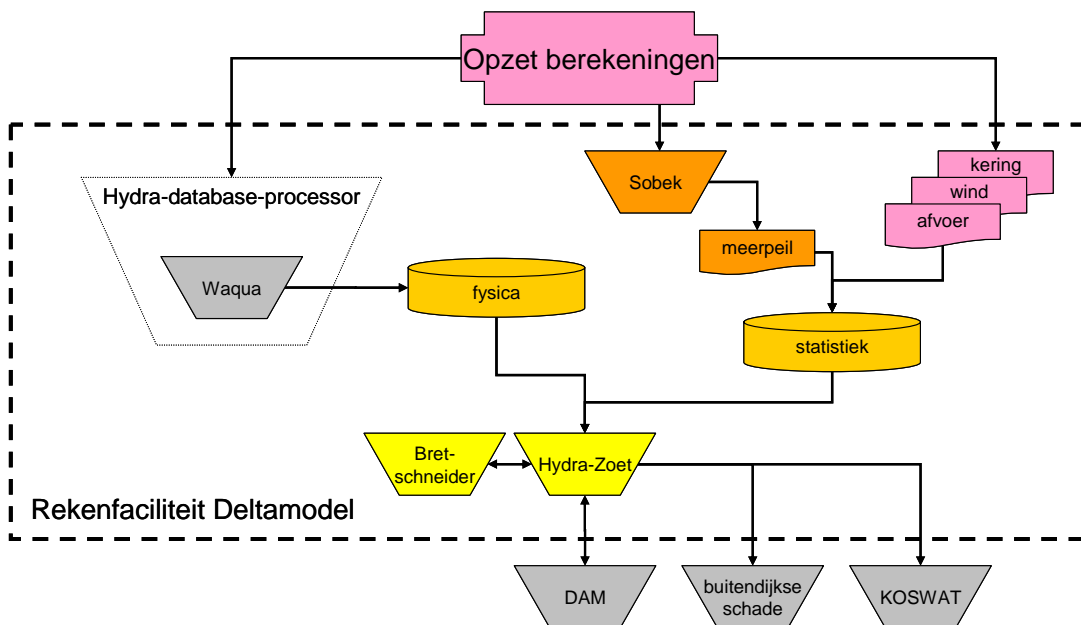 Opzet berekeningen
Hydra-database-processor
Sobek
kering
wind
afvoer
meerpeil
Waqua
fysica
statistiek
Bret-
schneider
Hydra-Zoet
Rekenfaciliteit Deltamodel
DAM
buitendijkse
schade
KOSWAT